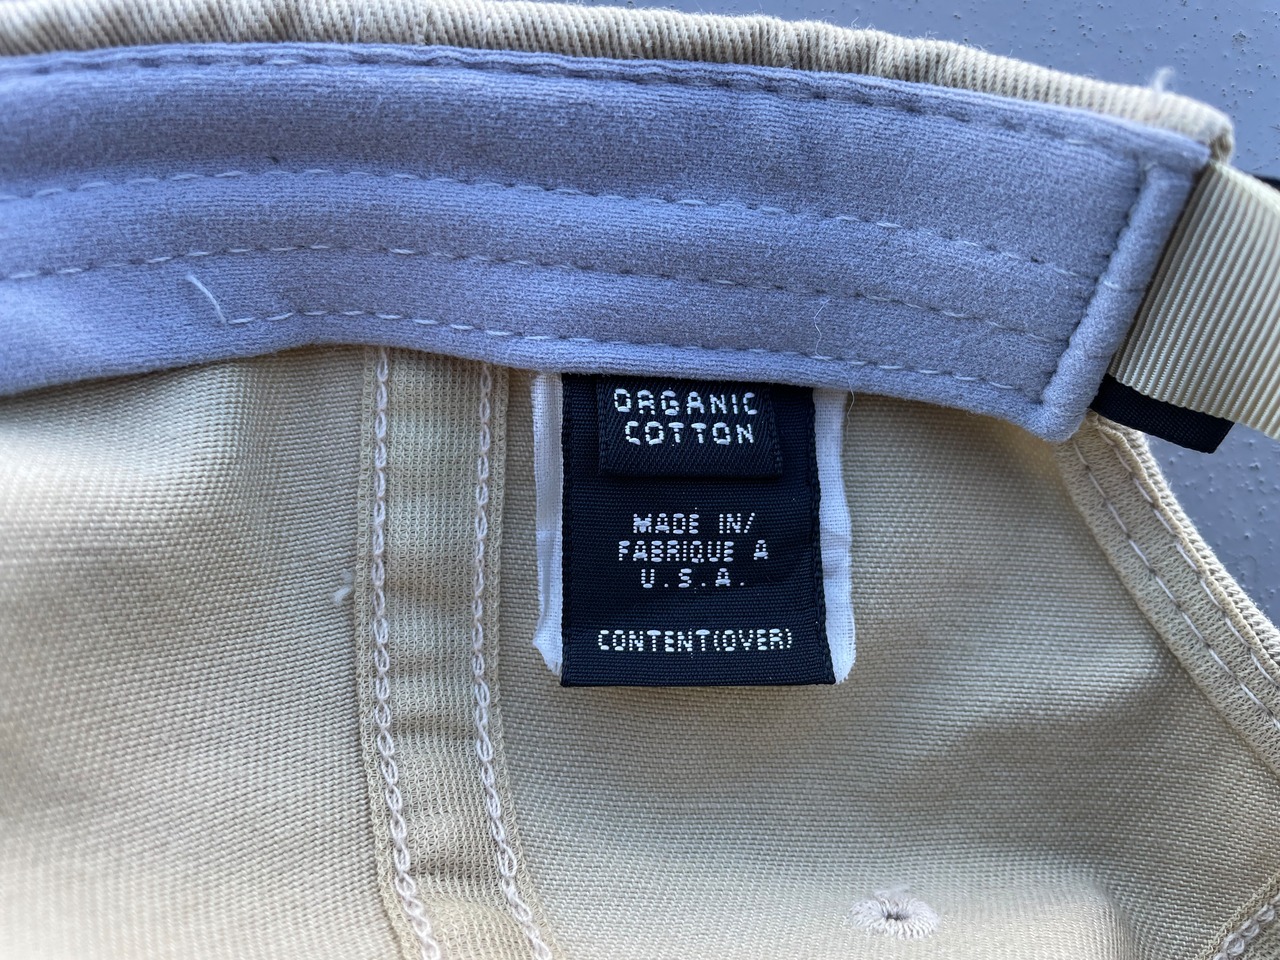 ORGANIC
COTTON
MADE IN/
FABRIQUE A
U.S.A.
CONTENT(OVER)